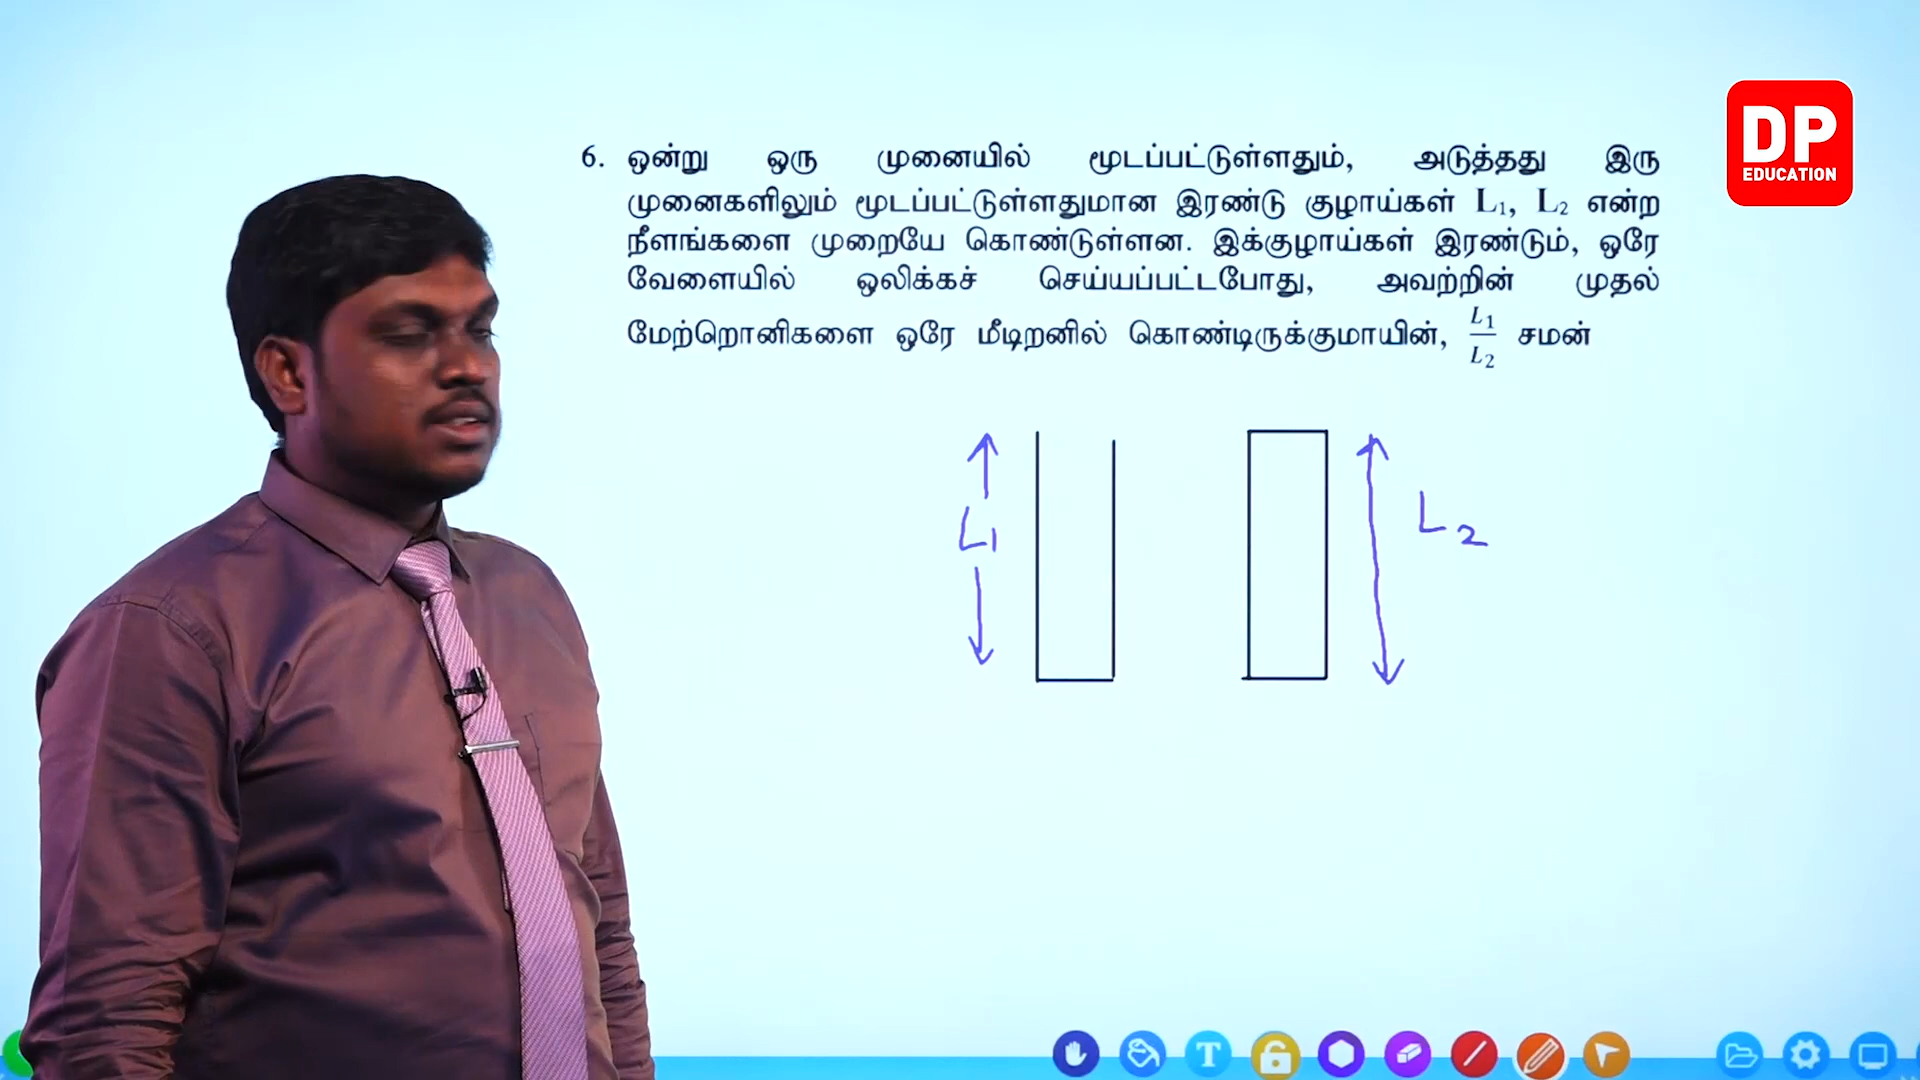 DP
EDUCATION
6. ஒன்று ஒரு முனையில் மூடப்பட்டுள்ளதும், அடுத்தது இரு
முனைகளிலும் மூடப்பட்டுள்ளதுமான இரண்டு குழாய்கள் L₁, L₂ என்ற
நீளங்களை முறையே கொண்டுள்ளன. இக்குழாய்கள் இரண்டும், ஒரே
வேளையில் ஒலிக்கச் செய்யப்பட்டபோது, அவற்றின் முதல்
மேற்றொனிகளை ஒரே மீடிறனில் கொண்டிருக்குமாயின், L₁/L₂ சமன்
L₁
L₂
T